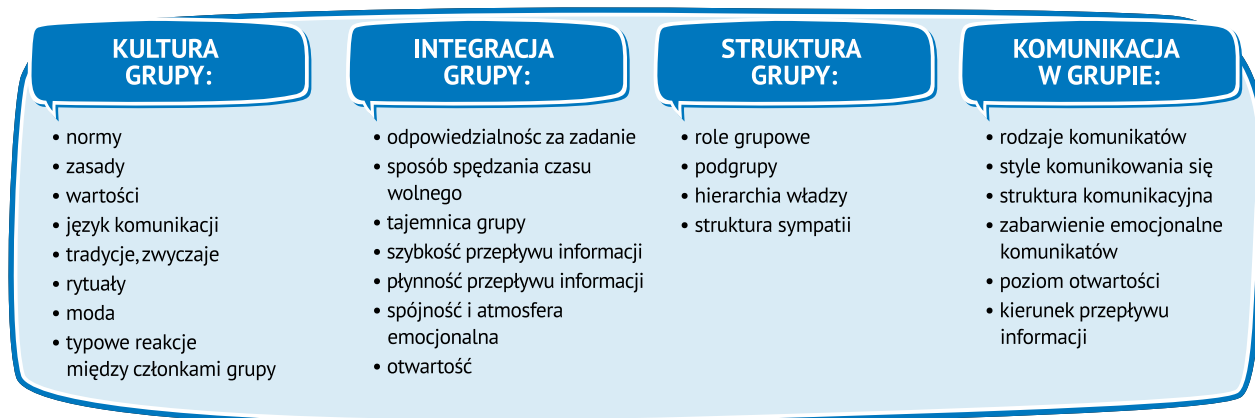 KULTURA
GRUPY:
• normy
• zasady
• wartości
• język komunikacji
• tradycje, zwyczaje
• rytuały
• moda
• typowe reakcje
między członkami grupy
INTEGRACJA
GRUPY:
• odpowiedzialnośc za zadanie
• sposób spędzania czasu
wolnego
• tajemnica grupy
• szybkość przepływu informacji
• płynność przepływu informacji
• spójność i atmosfera
emocjonalna
• otwartość
STRUKTURA
GRUPY:
• role grupowe
• podgrupy
• hierarchia władzy
• struktura sympatii
KOMUNIKACJA
W GRUPIE:
• rodzaje komunikatów
• style komunikowania się
• struktura komunikacyjna
• zabarwienie emocjonalne
komunikatów
• poziom otwartości
• kierunek przepływu
informacji